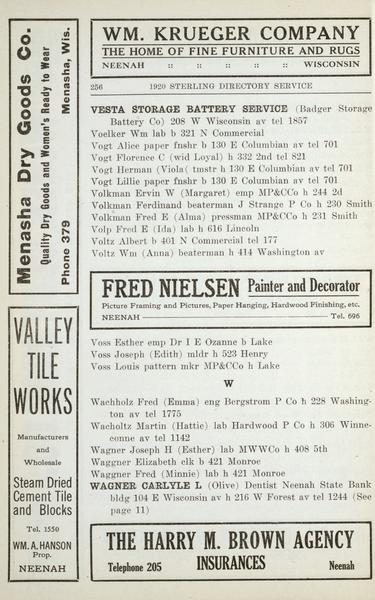 Menasha Dry Goods Co.
Quality Dry Goods and Women's Ready to Wear
Phone 379 Menasha, Wis.
VALLEY
TILE
WORKS
Manufacturers
and
Wholesale
Steam Dried
Cement Tile
and Blocks
Tel. 1550
WM. A. HANSON
Prop.
NEENAH
WM. KRUEGER COMPANY
THE HOME OF FINE FURNITURE AND RUGS
NEENAH :: :: :: :: :: WISCONSIN
256 1920 STERLING DIRECTORY SERVICE
VESTA STORAGE BATTERY SERVICE (Badger Storage
Battery Co) 208 W Wisconsin av tel 1857
Voelker Wm lab b 321 N Commercial
Vogt Alice paper fnshr b 130 E Columbian av tel 701
Vogt Florence C (wid Loyal) h 332 2nd tel 821
Vogt Herman (Viola( tmstr h 130 E Columbian av tel 701
Vogt Lillie paper fnshr b 130 E Columbian av tel 701
Volkman Ervin W (Margaret) emp MP&CCo h 244 2d
Volkman Ferdinand beaterman J Strange P Co h 230 Smith
Volkman Fred E (Alma) pressman MP&CCo h 231 Smith
Volp Fred E (Ida) lab h 616 Lincoln
Voltz Albert b 401 N Commercial tel 177
Voltz Wm (Anna) beaterman h 414 Washington av
FRED NIELSEN Painter and Decorator
Picture Framing and Pictures, Paper Hanging, Hardwood Finishing, etc.
NEENAH Tel. 696
Voss Esther emp Dr I E Ozanne b Lake
Voss Joseph (Edith) mldr h 523 Henry
Voss Louis pattern mkr MP&CCo h Lake
W
Wachholz Fred (Emma) eng Bergstrom P Co h 228 Washing-
ton av tel 1775
Wacholtz Martin (Hattie) lab Hardwood P Co h 306 Winne-
conne av tel 1142
Wagner Joseph H (Esther) lab MWWCo h 408 5th
Waggner Elizabeth clk b 421 Monroe
Waggner Fred (Minnie) lab h 421 Monroe
WAGNER CARLYLE L (Olive) Dentist Neenah State Bank
bldg 104 E Wisconsin av h 216 W Forest av tel 1244 (See
page 11)
THE HARRY M. BROWN AGENCY
Telephone 205 INSURANCES Neenah